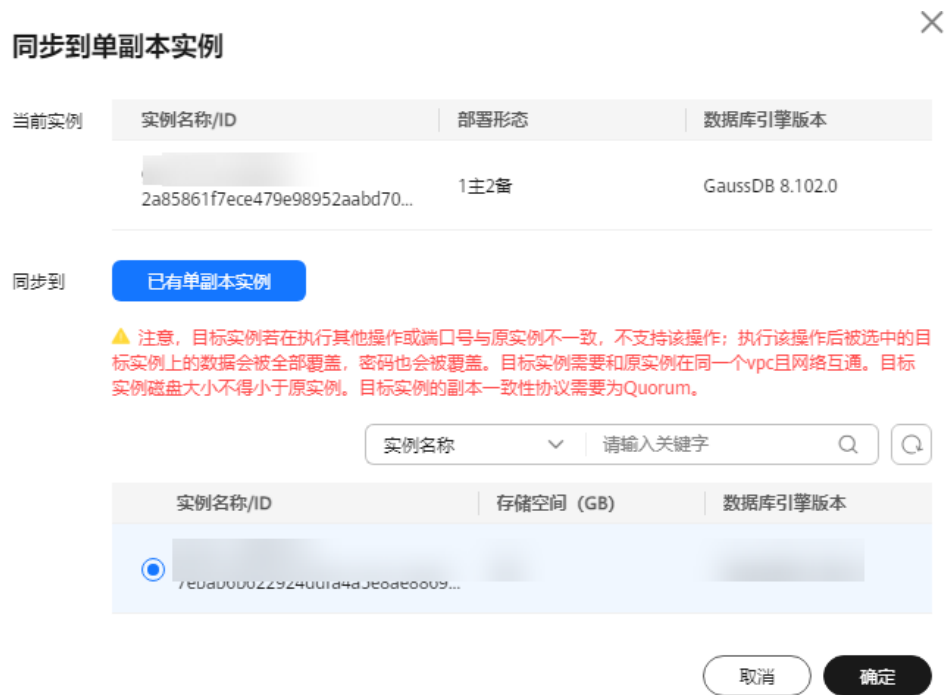 同步到单副本实例
当前实例 实例名称/ID 部署形态 数据库引擎版本
2a85861f7ece479e98952aabd70... 1主2备 GaussDB 8.102.0
同步到 已有单副本实例
注意，目标实例若在执行其他操作或端口号与原实例不一致，不支持该操作；执行该操作后被选中的目
标实例上的数据会被全部覆盖，密码也会被覆盖。目标实例需要和原实例在同一个vpc且网络互通。目标
实例磁盘大小不得小于原实例。目标实例的副本一致性协议需要为Quorum。
实例名称 请输入关键字
实例名称/ID 存储空间（GB） 数据库引擎版本
取消 确定